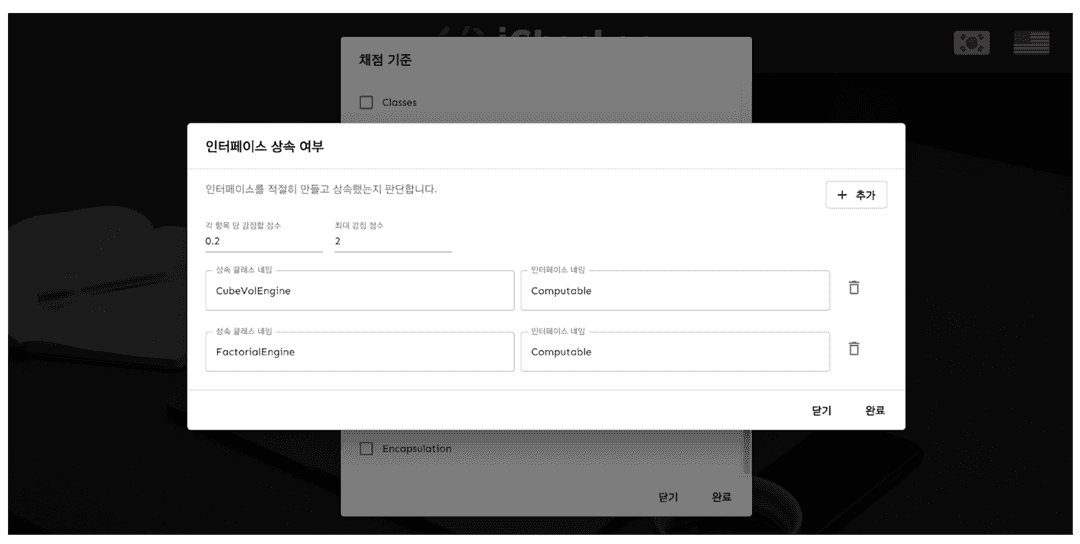 채점 기준
Classes
인터페이스 상속 여부
인터페이스를 적절히 만들고 상속했는지 판단합니다.
+ 추가
각 항목 당 감점할 점수
최대 감점 점수
0.2
2
상속 클래스 네임
인터페이스 네임
CubeVolEngine
Computable
상속 클래스 네임
인터페이스 네임
FactorialEngine
Computable
닫기 완료
Encapsulation
닫기 완료